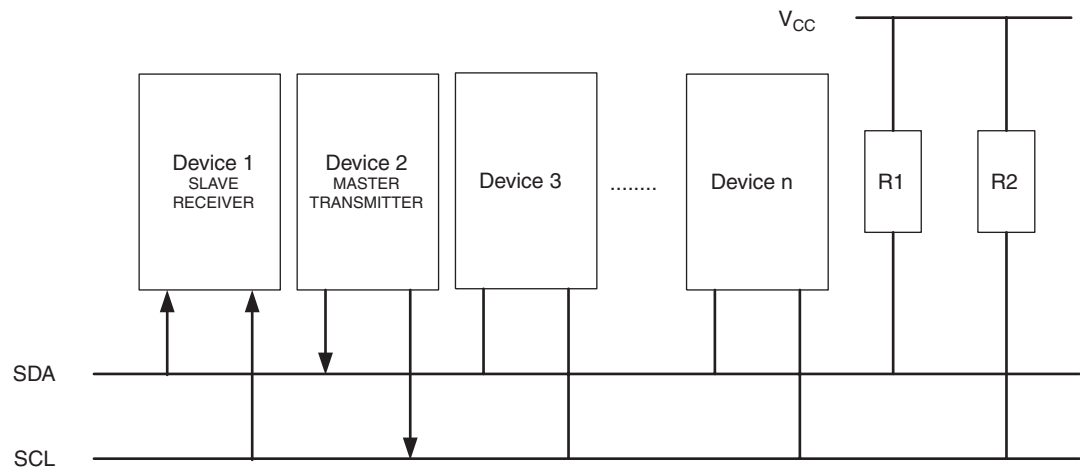 VCC
Device 1
SLAVE
RECEIVER
Device 2
MASTER
TRANSMITTER
Device 3
........
Device n
R1
R2
SDA
SCL